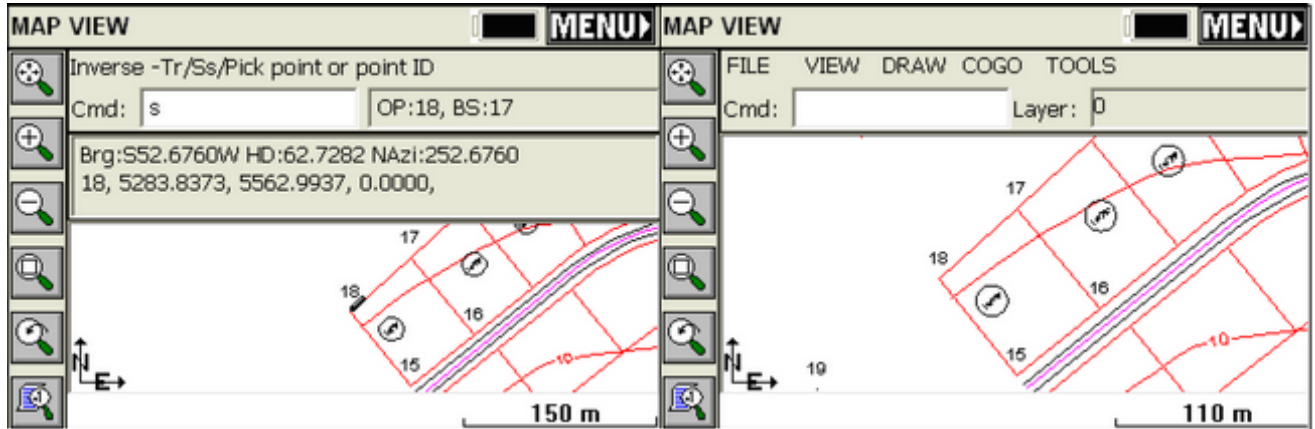 MAP VIEW MENU
Inverse -Tr/Ss/Pick point or point ID
Cmd: s OP:18, BS:17
Brg:S52.6760W HD:62.7282 NAzi:252.6760
18, 5283.8373, 5562.9937, 0.0000,
17
18
16
15
10
N
E
150 m
MAP VIEW MENU
FILE VIEW DRAW COGO TOOLS
Cmd: Layer: 0
17
18
16
15
10
19
N
E
110 m